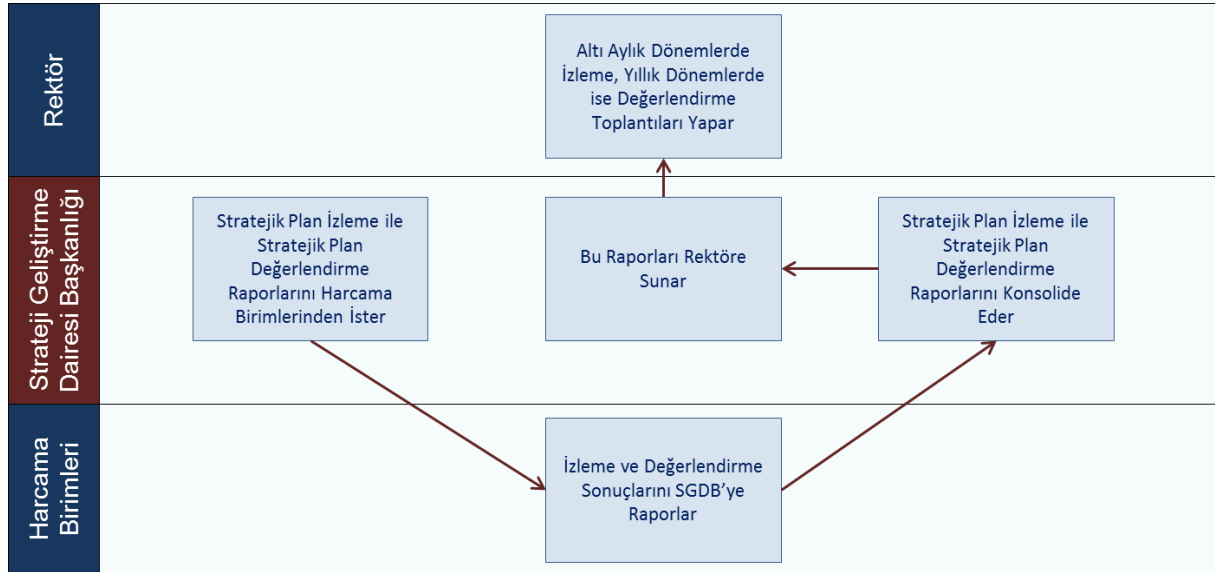 Rektör
Altı Aylık Dönemlerde
İzleme, Yıllık Dönemlerde
ise Değerlendirme
Toplantıları Yapar
Strateji Geliştirme
Dairesi Başkanlığı
Stratejik Plan İzleme ile
Stratejik Plan
Değerlendirme
Raporlarını Harcama
Birimlerinden İster
Bu Raporları Rektöre
Sunar
Stratejik Plan İzleme ile
Stratejik Plan
Değerlendirme
Raporlarını Konsolide
Eder
Harcama
Birimleri
İzleme ve Değerlendirme
Sonuçlarını SGDB’ye
Raporlar